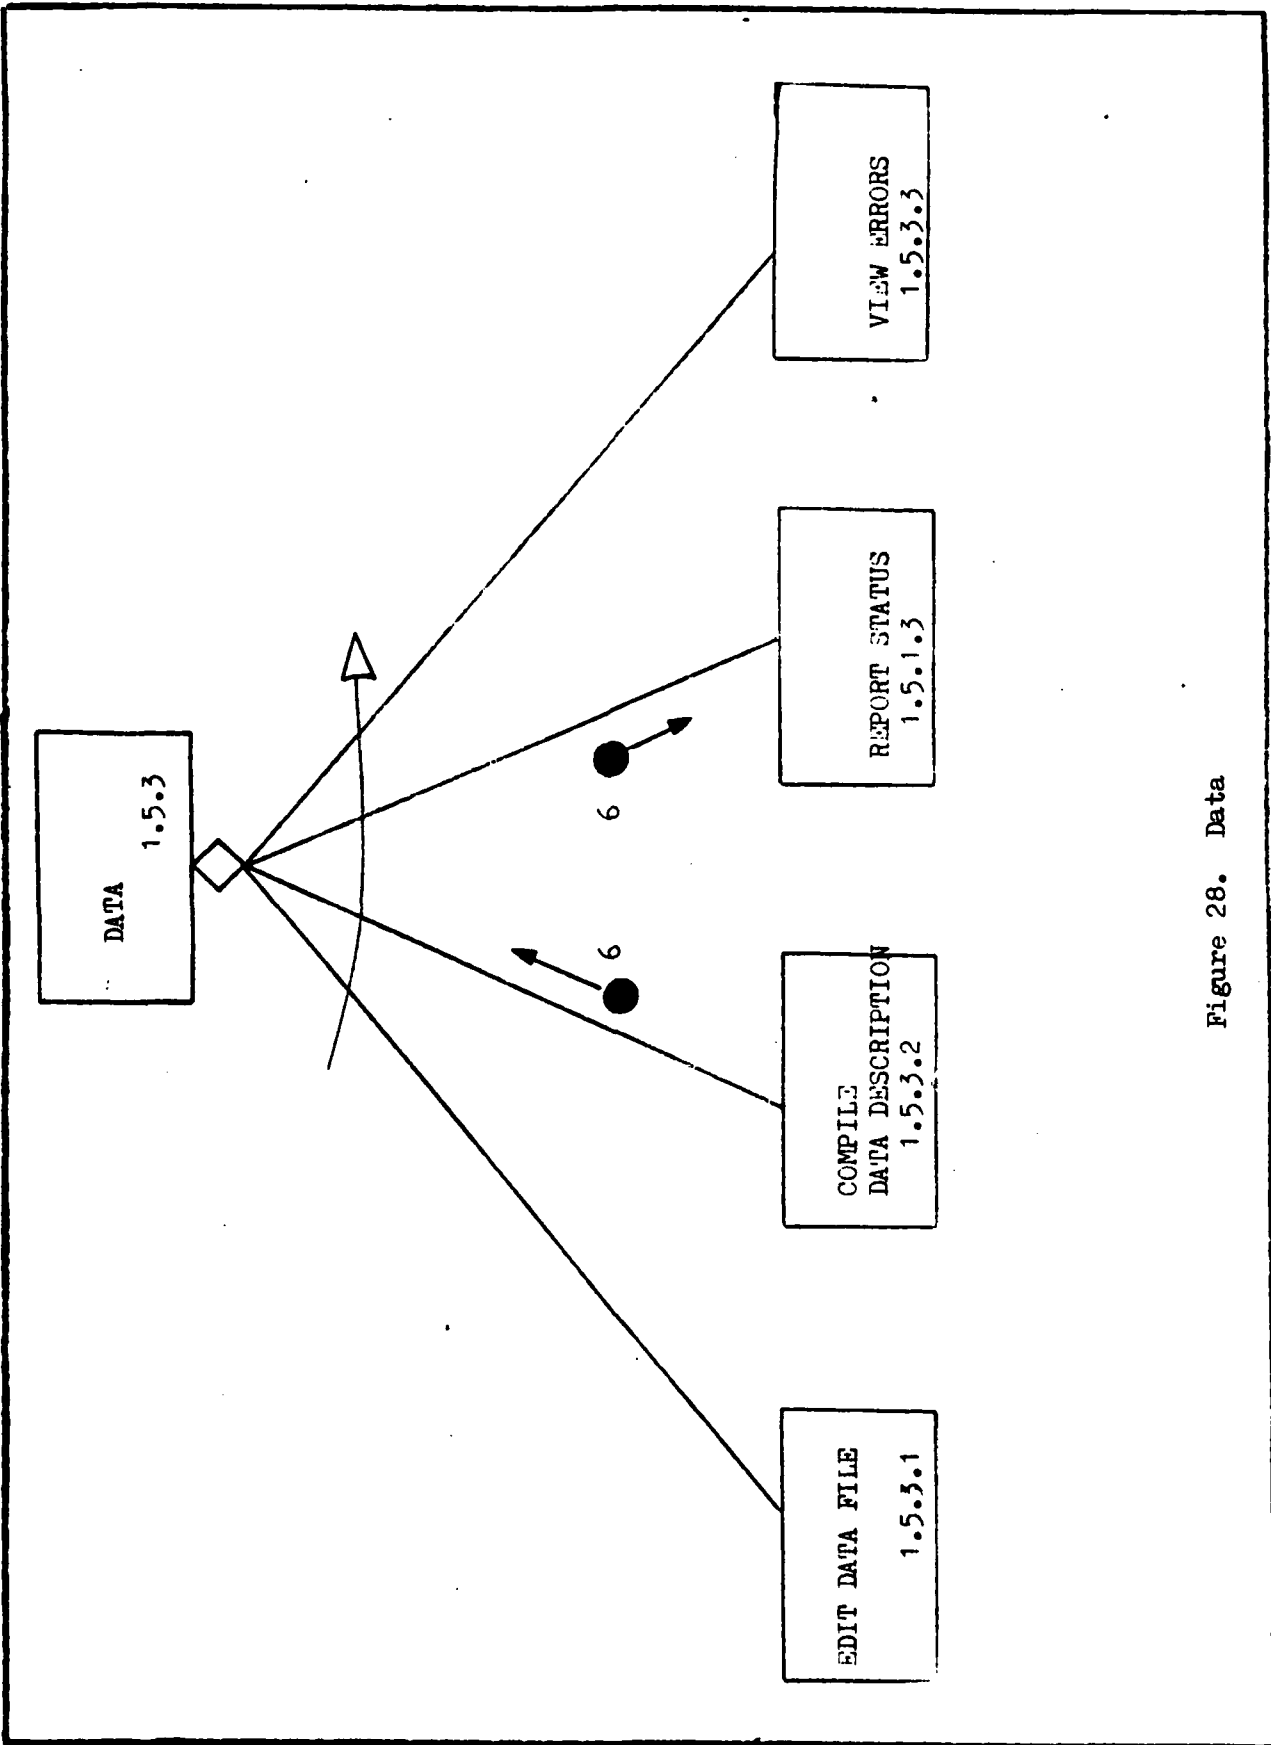 DATA
1.5.3
6
6
EDIT DATA FILE
1.5.3.1
COMPILE
DATA DESCRIPTION
1.5.3.2
REPORT STATUS
1.5.1.3
VIEW ERRORS
1.5.3.3
Figure 28. Data